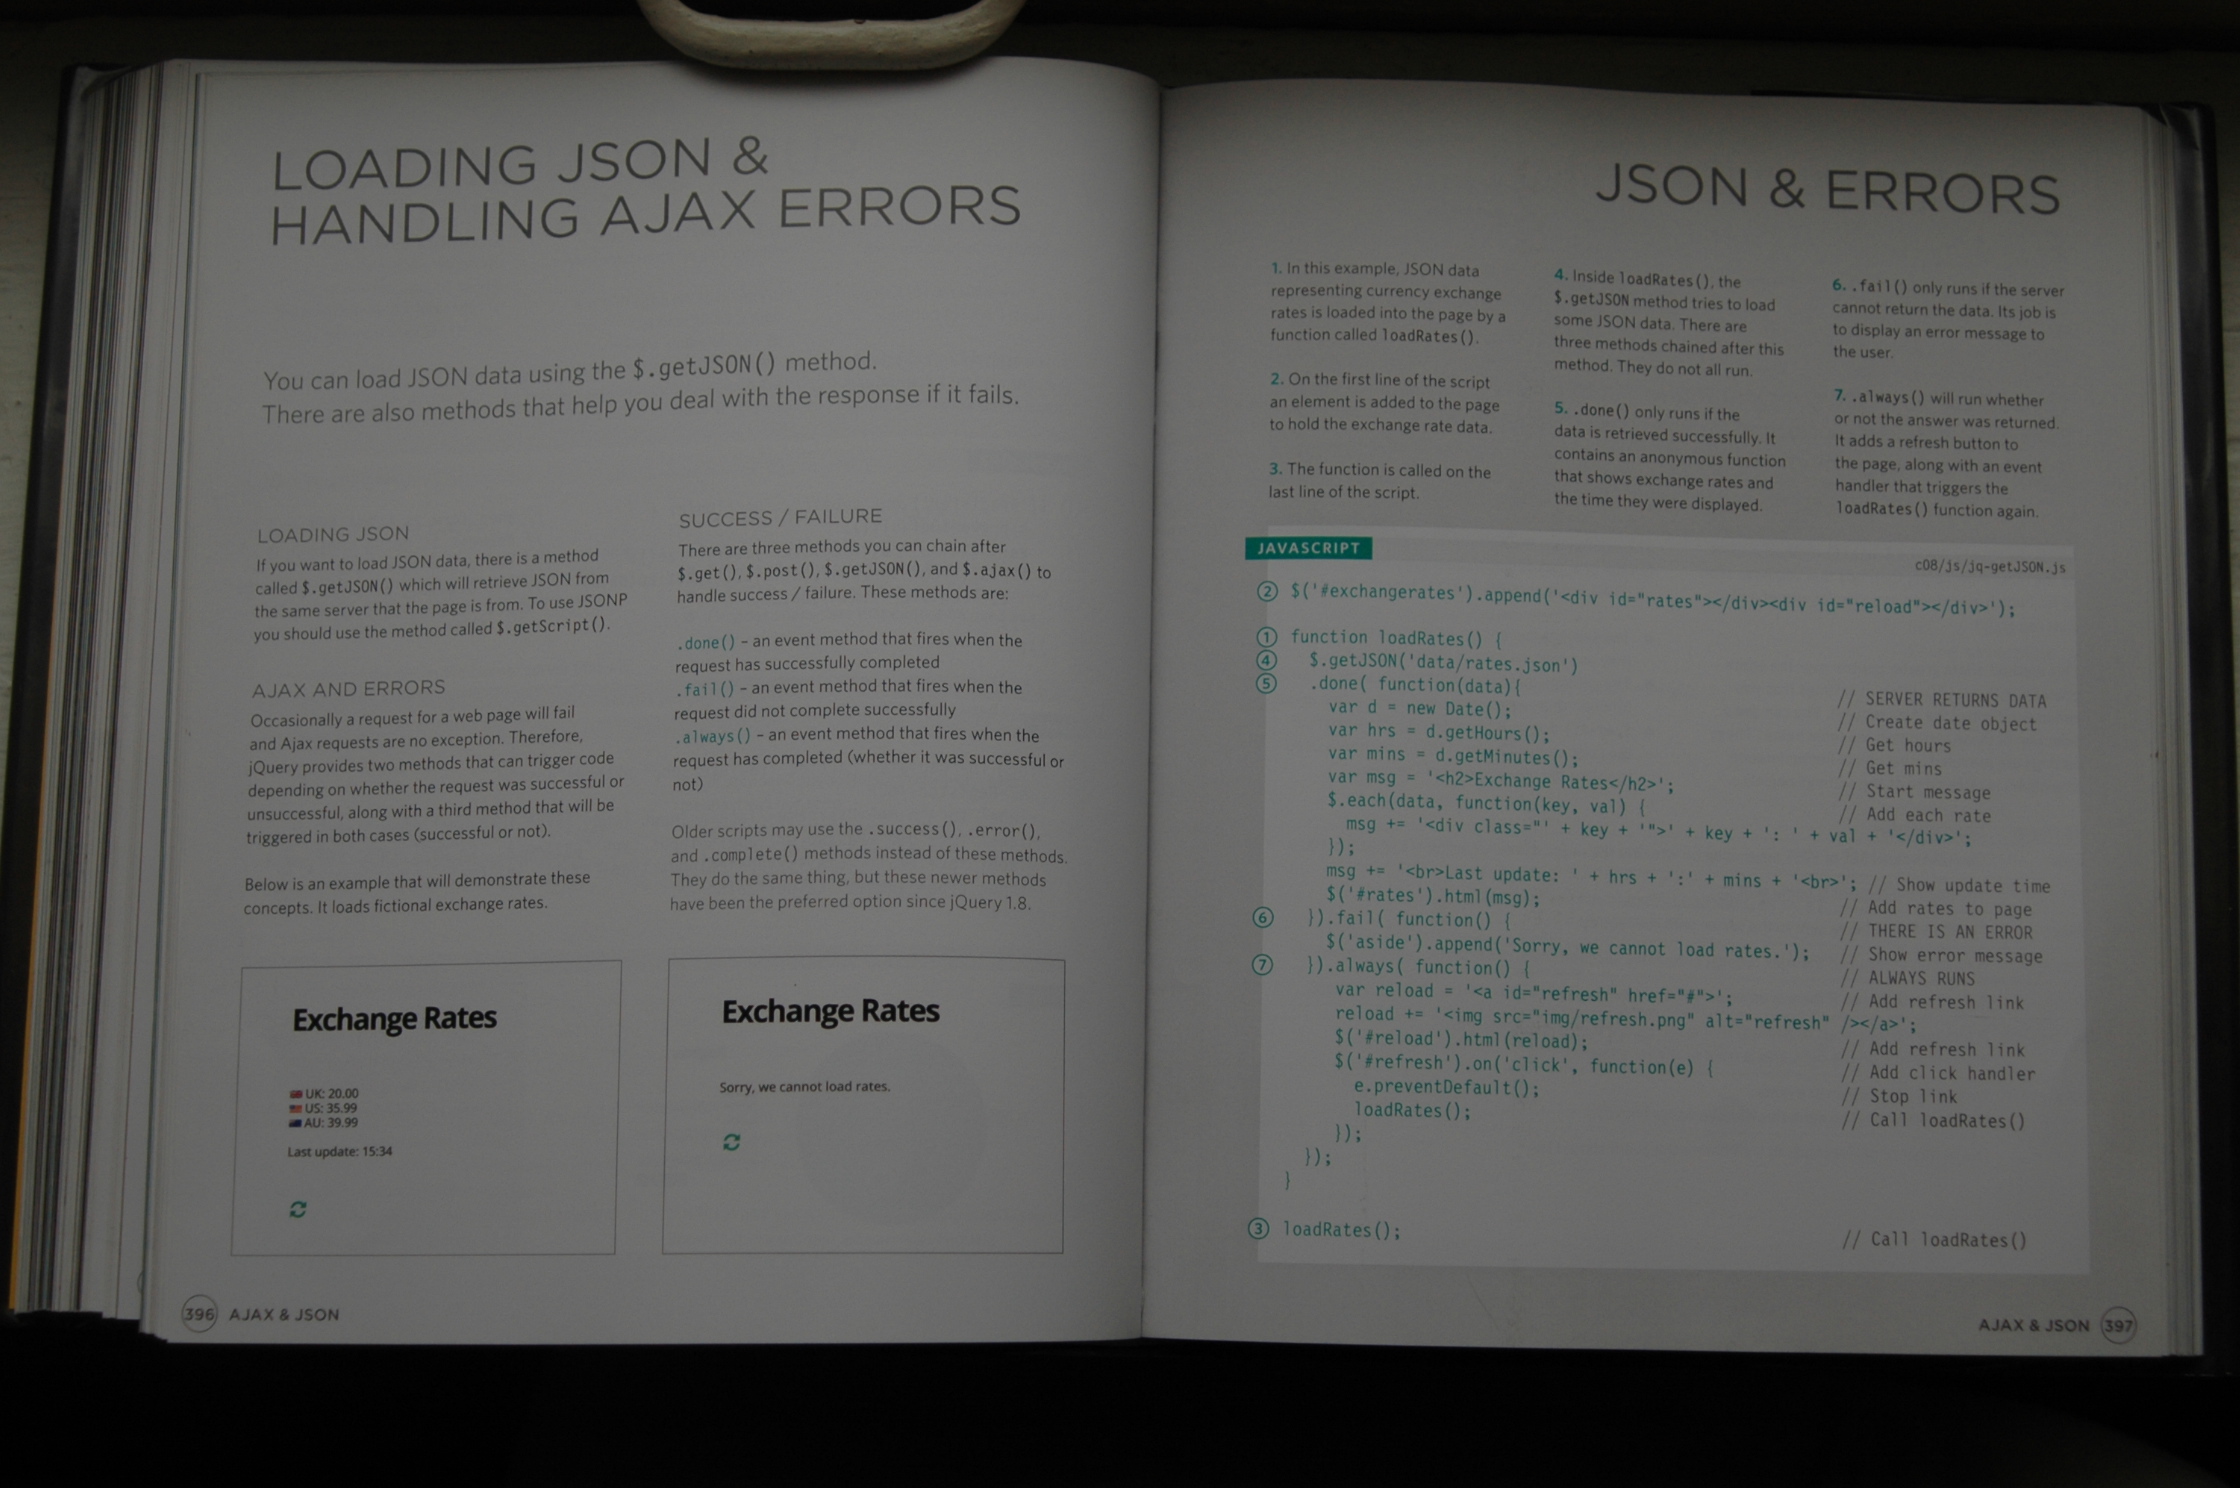 LOADING JSON &
HANDLING AJAX ERRORS
You can load JSON data using the $.getJSON() method.
There are also methods that help you deal with the response if it fails.
LOADING JSON
If you want to load JSON data, there is a method
called $.getJSON() which will retrieve JSON from
the same server that the page is from. To use JSONP
you should use the method called $.getScript().
AJAX AND ERRORS
Occasionally a request for a web page will fail
and Ajax requests are no exception. Therefore,
jQuery provides two methods that can trigger code
depending on whether the request was successful or
unsuccessful, along with a third method that will be
triggered in both cases (successful or not).
Below is an example that will demonstrate these
concepts. It loads fictional exchange rates.
SUCCESS / FAILURE
There are three methods you can chain after
$.get(), $.post(), $.getJSON(), and $.ajax() to
handle success / failure. These methods are:
.done() – an event method that fires when the
request has successfully completed
.fail() – an event method that fires when the
request did not complete successfully
.always() – an event method that fires when the
request has completed (whether it was successful or
not)
Older scripts may use the .success(), .error(),
and .complete() methods instead of these methods.
They do the same thing, but these newer methods
have been the preferred option since jQuery 1.8.
Exchange Rates
UK: 20.00
US: 35.99
AU: 39.99
Last update: 15:34
Exchange Rates
Sorry, we cannot load rates.
396 AJAX & JSON
JSON & ERRORS
1. In this example, JSON data
representing currency exchange
rates is loaded into the page by a
function called loadRates().
2. On the first line of the script
an element is added to the page
to hold the exchange rate data.
3. The function is called on the
last line of the script.
4. Inside loadRates(), the
$.getJSON method tries to load
some JSON data. There are
three methods chained after this
method. They do not all run.
5. .done() only runs if the
data is retrieved successfully. It
contains an anonymous function
that shows exchange rates and
the time they were displayed.
6. .fail() only runs if the server
cannot return the data. Its job is
to display an error message to
the user.
7. .always() will run whether
or not the answer was returned.
It adds a refresh button to
the page, along with an event
handler that triggers the
loadRates() function again.
JAVASCRIPT
c08/js/jq-getJSON.js
2 $('#exchangerates').append('<div id="rates"></div><div id="reload"></div>');
1 function loadRates() {
4 $.getJSON('data/rates.json')
5 .done( function(data){ // SERVER RETURNS DATA
var d = new Date(); // Create date object
var hrs = d.getHours(); // Get hours
var mins = d.getMinutes(); // Get mins
var msg = '<h2>Exchange Rates</h2>'; // Start message
$.each(data, function(key, val) { // Add each rate
msg += '<div class="' + key + '">' + key + ': ' + val + '</div>';
});
msg += '<br>Last update: ' + hrs + ':' + mins + '<br>'; // Show update time
$('#rates').html(msg); // Add rates to page
6 }).fail( function() { // THERE IS AN ERROR
$('aside').append('Sorry, we cannot load rates.'); // Show error message
7 }).always( function() { // ALWAYS RUNS
var reload = '<a id="refresh" href="#">'; // Add refresh link
reload += '<img src="img/refresh.png" alt="refresh" /></a>';
$('#reload').html(reload); // Add refresh link
$('#refresh').on('click', function(e) { // Add click handler
e.preventDefault(); // Stop link
loadRates(); // Call loadRates()
});
});
}
3 loadRates(); // Call loadRates()
AJAX & JSON 397